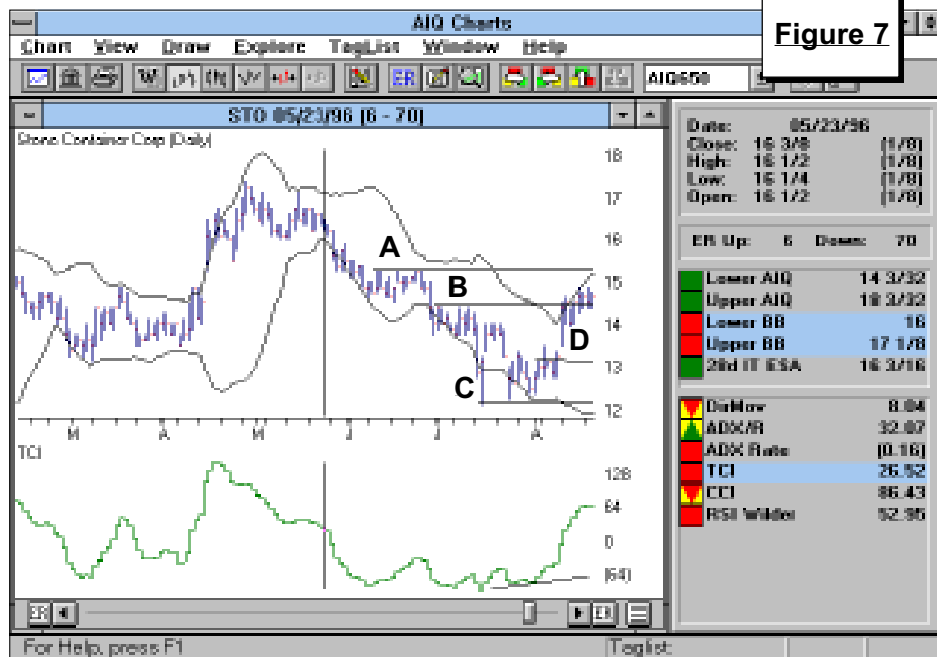 AIQ Charts
Figure 7
Chart View Draw Explore TagList Window Help
ER AIQ650
STO 05/23/96 (6 - 70)
Stone Container Corp (Daily)
18
17
16
15
14
13
12
A
B
C
D
M A M J J A
TCI
128
64
0
(64)
ER ER
Date: 05/23/96
Close: 16 3/8 (1/8)
High: 16 1/2 (1/8)
Low: 16 1/4 (1/8)
Open: 16 1/2 (1/8)
ER Up: 6 Down: 70
Lower AIQ 14 3/32
Upper AIQ 18 3/32
Lower BB 16
Upper BB 17 1/8
28d IT ESA 16 3/16
DirMov 8.04
ADX/R 32.07
ADX Rate (0.16)
TCI 26.52
CCI 86.43
RSI Wilder 52.95
For Help, press F1
Taglist: